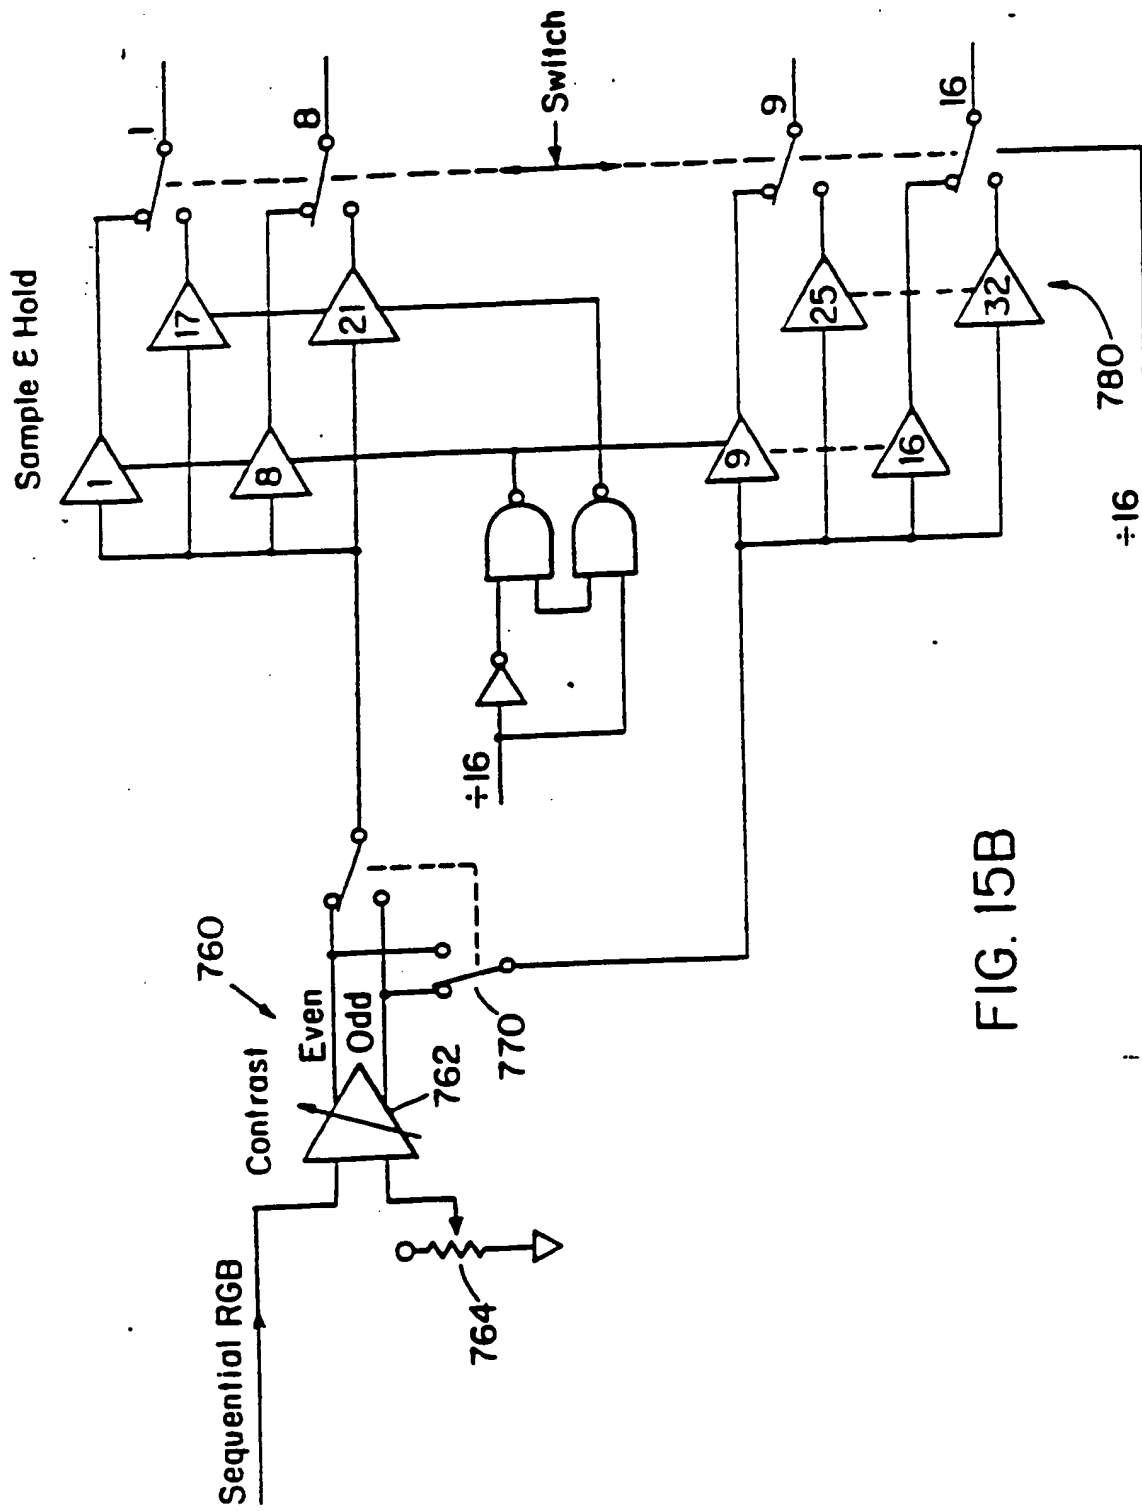 Sequential RGB
764
Contrast
760
Even
Odd
762
770
÷16
Sample & Hold
1
17
8
21
9
25
16
32
780
÷16
1
8
Switch
9
16
FIG. 15B